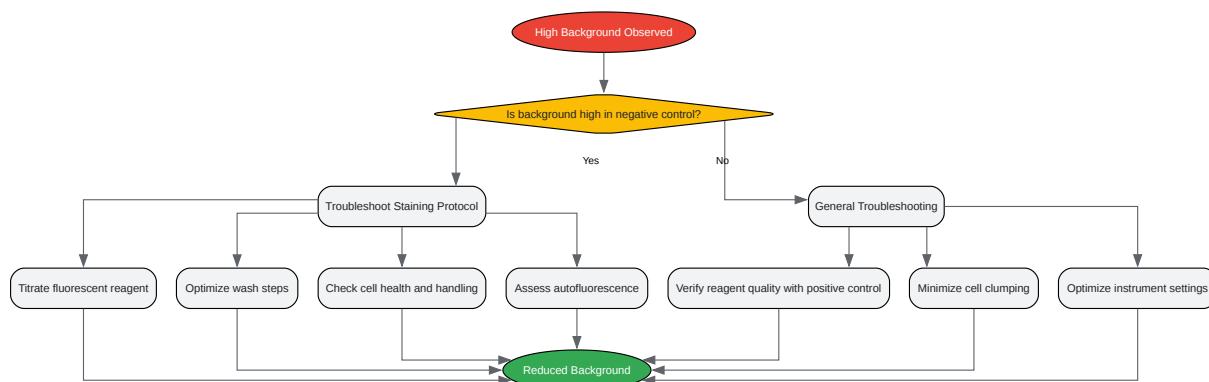 High Background Observed
Is background high in negative control?
Yes
No
Troubleshoot Staining Protocol
General Troubleshooting
Titrate fluorescent reagent
Optimize wash steps
Check cell health and handling
Assess autofluorescence
Verify reagent quality with positive control
Minimize cell clumping
Optimize instrument settings
Reduced Background